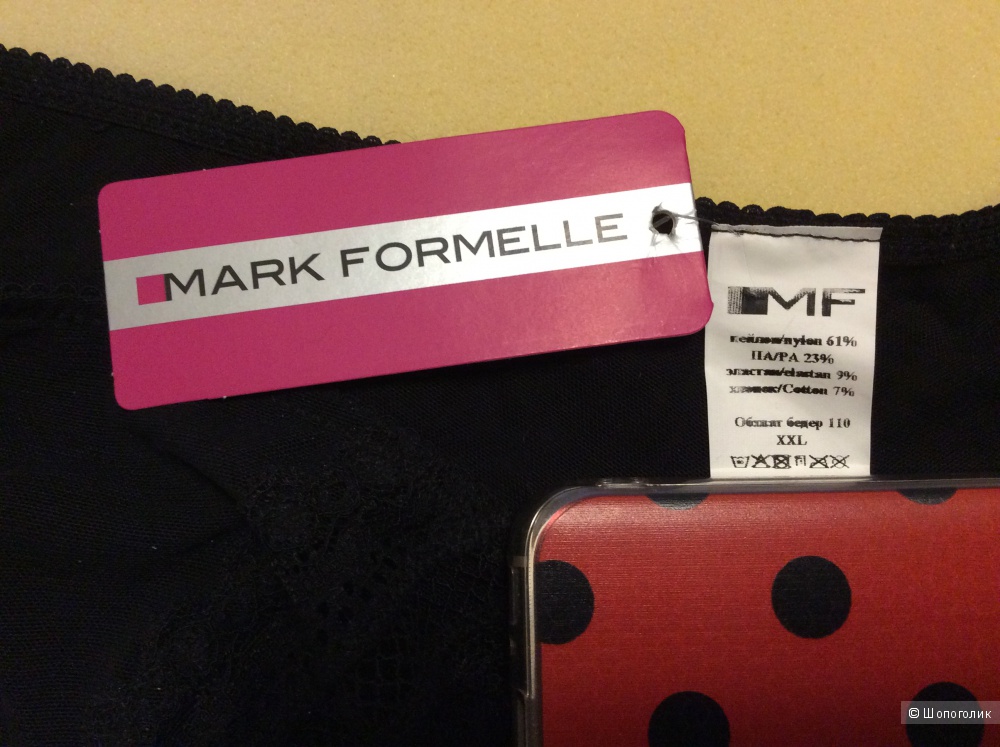 MARK FORMELLE
MF
нейлон/nylon 61%
ПА/PA 23%
эластан/elastan 9%
хлопок/Cotton 7%
Обхват бедер 110
XXL
© Шопоголик